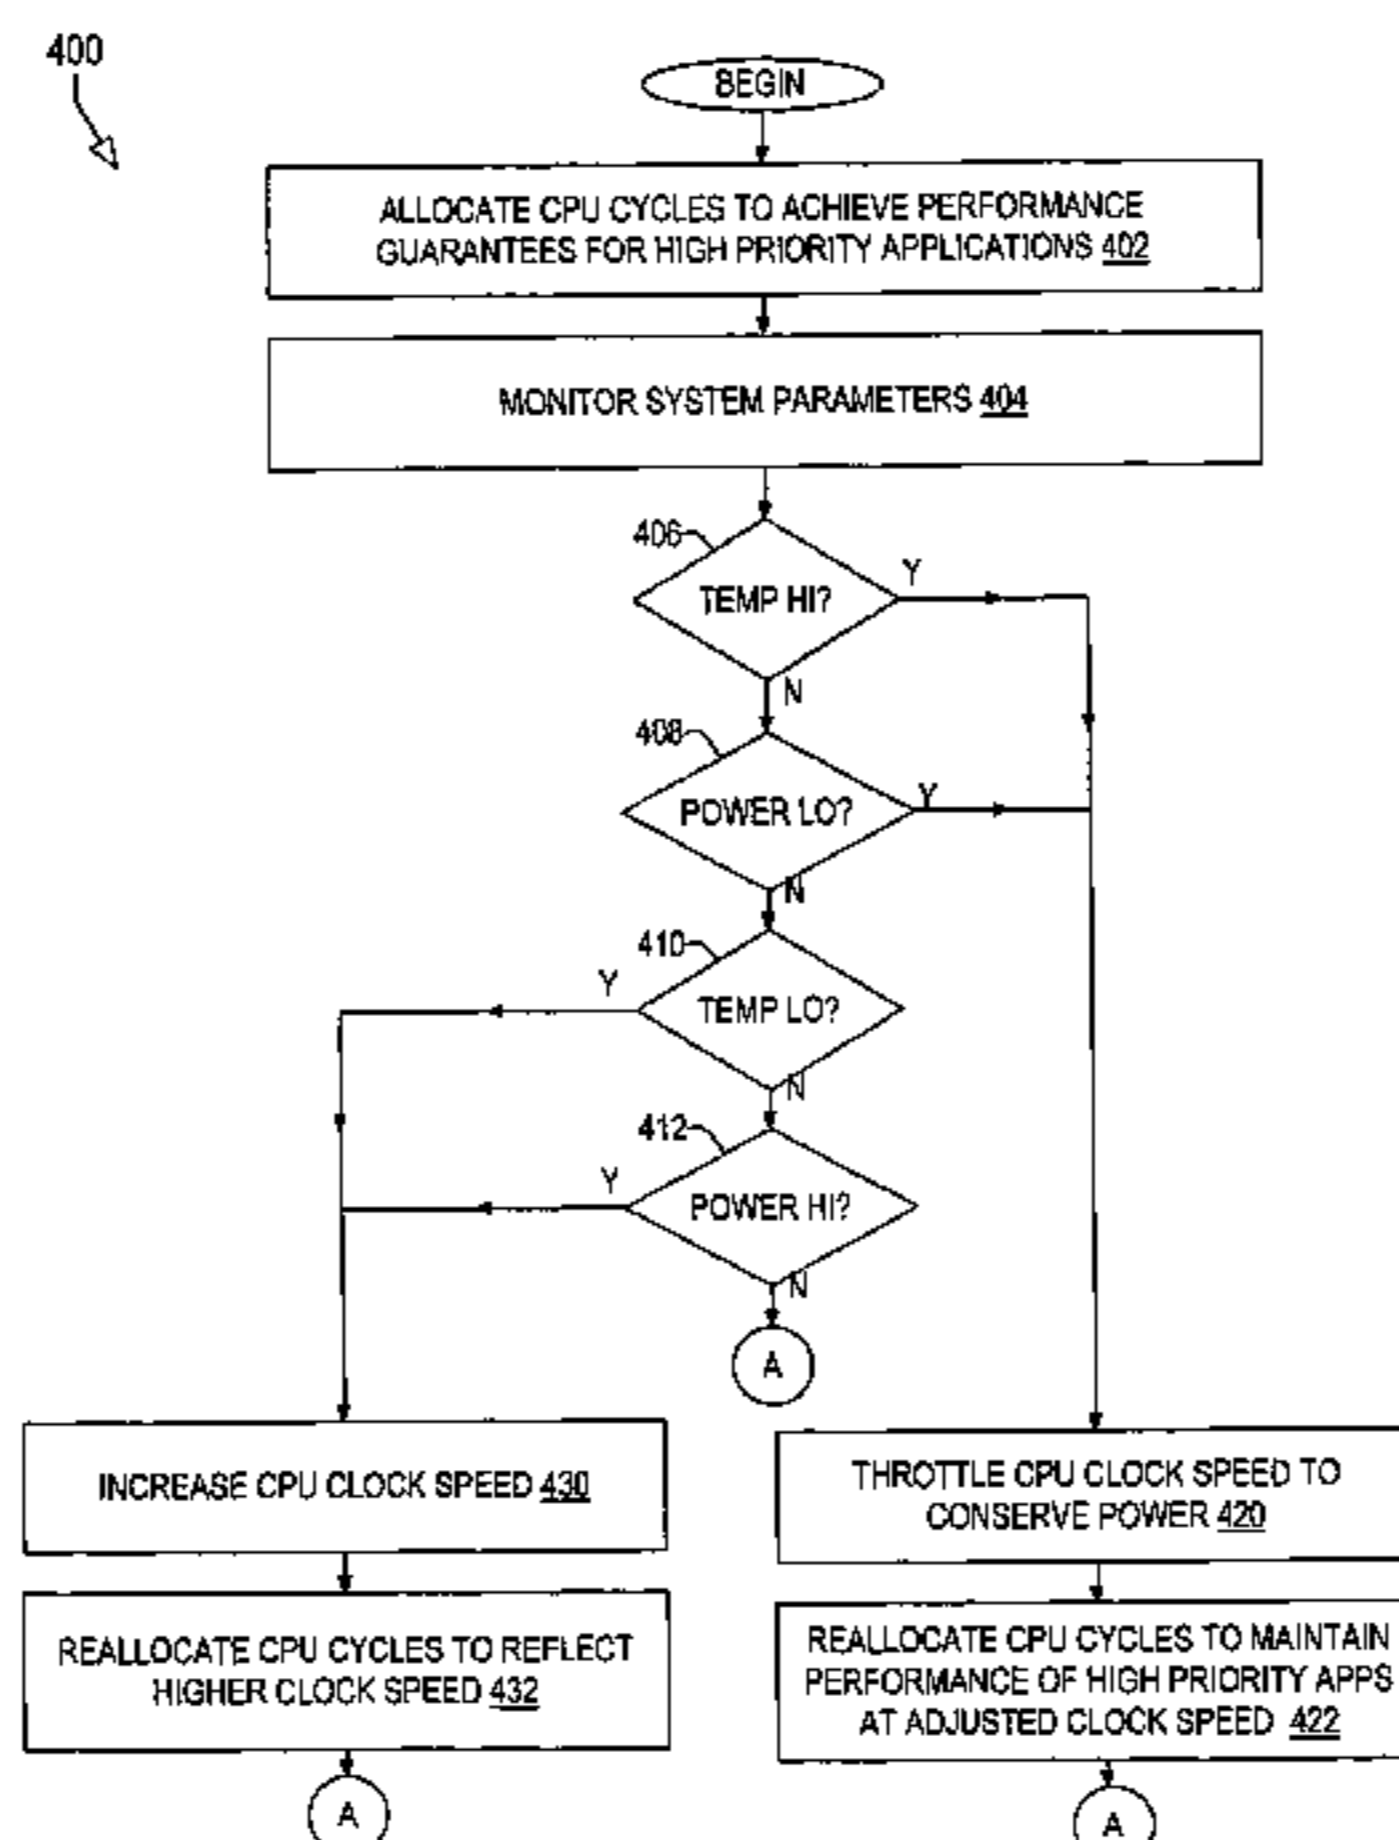 400
BEGIN
ALLOCATE CPU CYCLES TO ACHIEVE PERFORMANCE
GUARANTEES FOR HIGH PRIORITY APPLICATIONS 402
MONITOR SYSTEM PARAMETERS 404
406
TEMP HI?
Y
N
408
POWER LO?
Y
N
410
Y
TEMP LO?
N
412
Y
POWER HI?
N
A
INCREASE CPU CLOCK SPEED 430
THROTTLE CPU CLOCK SPEED TO
CONSERVE POWER 420
REALLOCATE CPU CYCLES TO REFLECT
HIGHER CLOCK SPEED 432
REALLOCATE CPU CYCLES TO MAINTAIN
PERFORMANCE OF HIGH PRIORITY APPS
AT ADJUSTED CLOCK SPEED 422
A
A